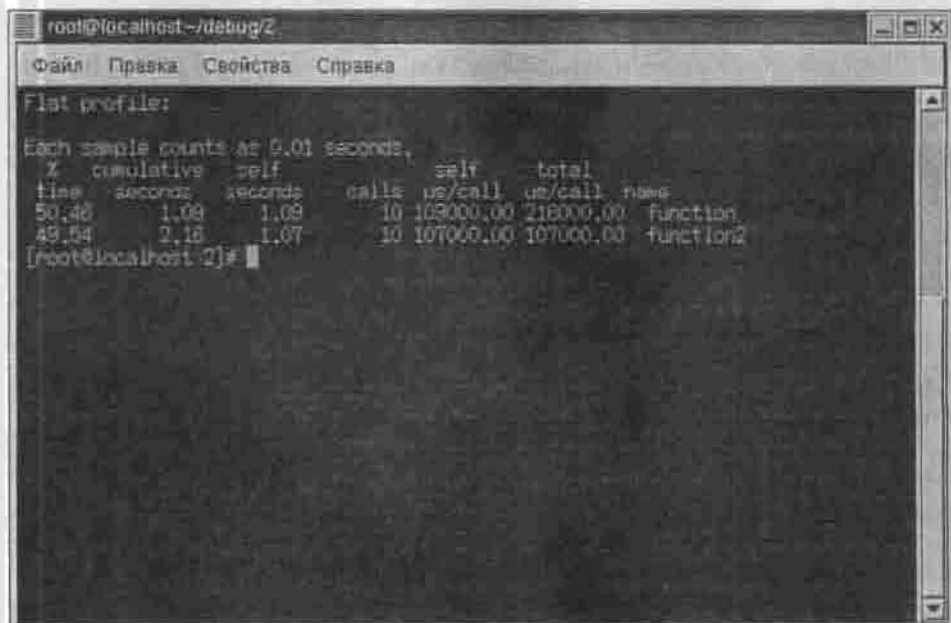 root@localhost:~/debug/2
Файл Правка Свойства Справка
Flat profile:
Each sample counts as 0.01 seconds.
% cumulative self self total
time seconds seconds calls us/call us/call name
50.46 1.09 1.09 10 109000.00 216000.00 function
49.54 2.16 1.07 10 107000.00 107000.00 function2
[root@localhost 2]#